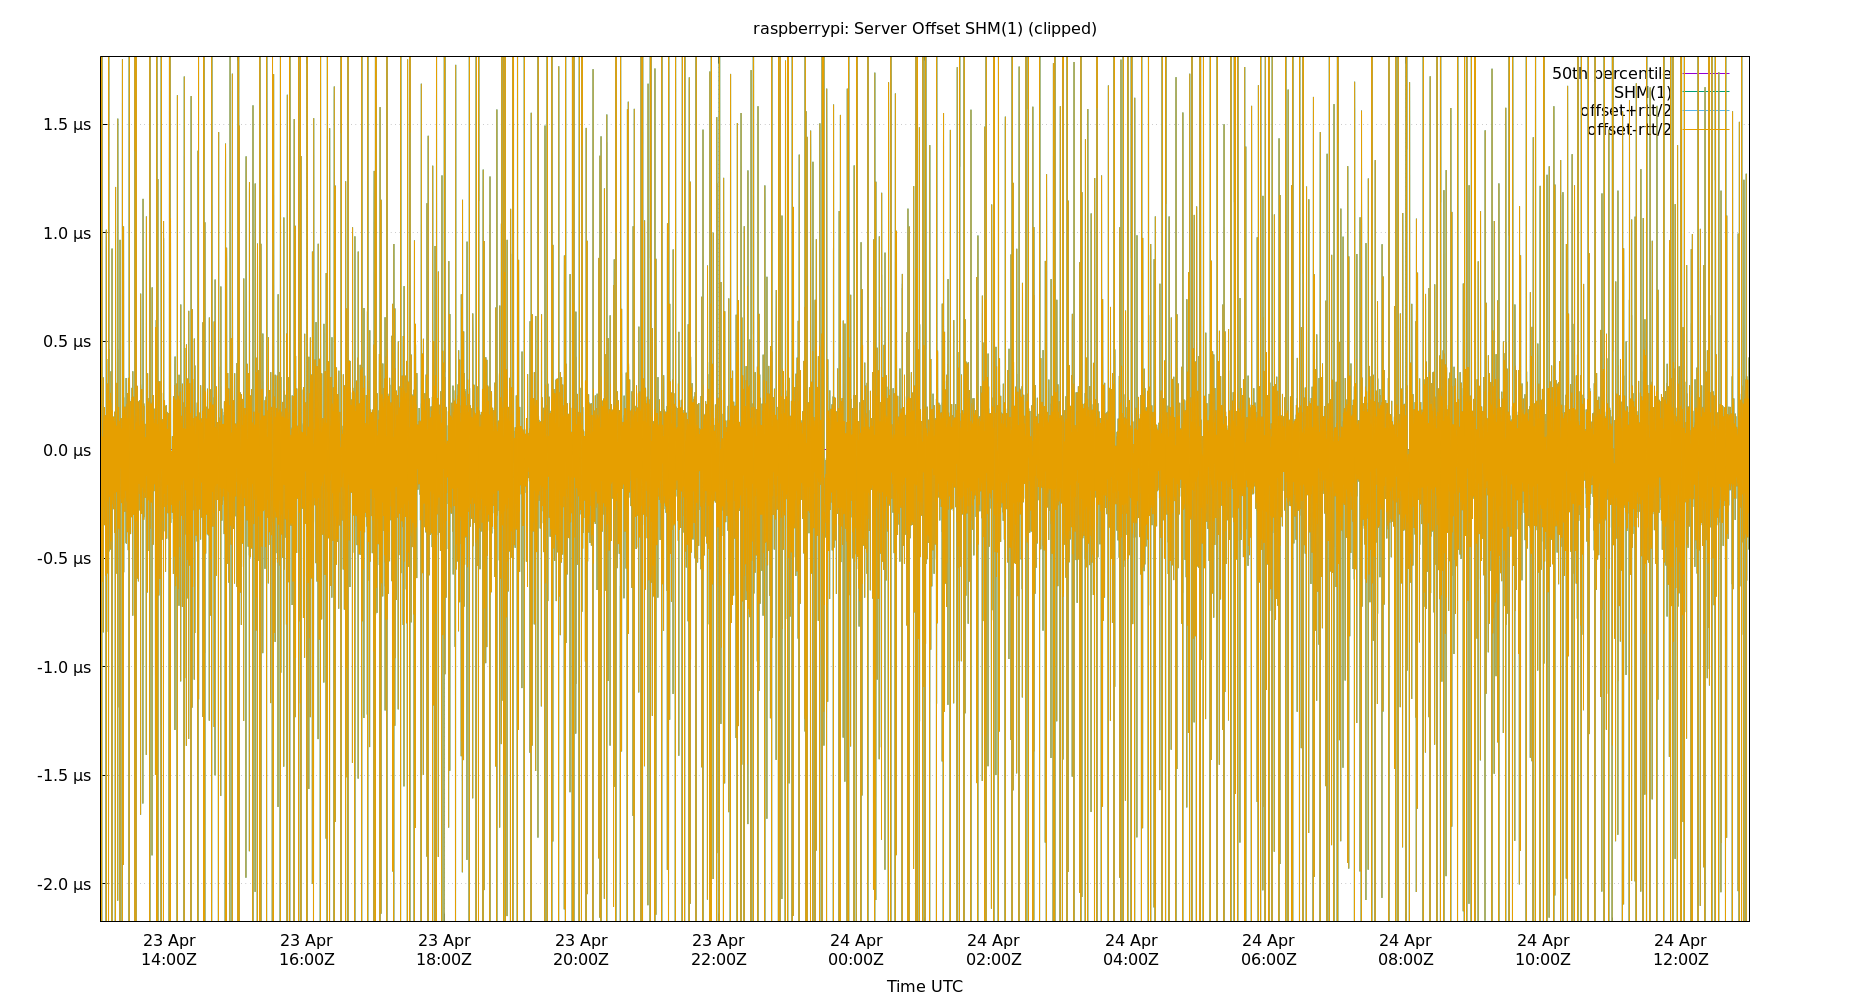 raspberrypi: Server Offset SHM(1) (clipped)
50th percentile
SHM(1)
offset+rtt/2
offset-rtt/2
1.5 µs
1.0 µs
0.5 µs
0.0 µs
-0.5 µs
-1.0 µs
-1.5 µs
-2.0 µs
23 Apr 23 Apr 23 Apr 23 Apr 23 Apr 24 Apr 24 Apr 24 Apr 24 Apr 24 Apr 24 Apr 24 Apr
14:00Z 16:00Z 18:00Z 20:00Z 22:00Z 00:00Z 02:00Z 04:00Z 06:00Z 08:00Z 10:00Z 12:00Z
Time UTC